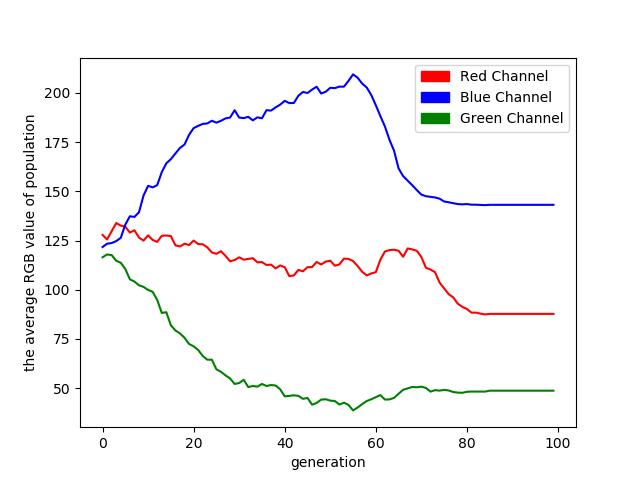 Red Channel
Blue Channel
Green Channel
200
175
150
125
100
75
50
the average RGB value of population
0 20 40 60 80 100
generation